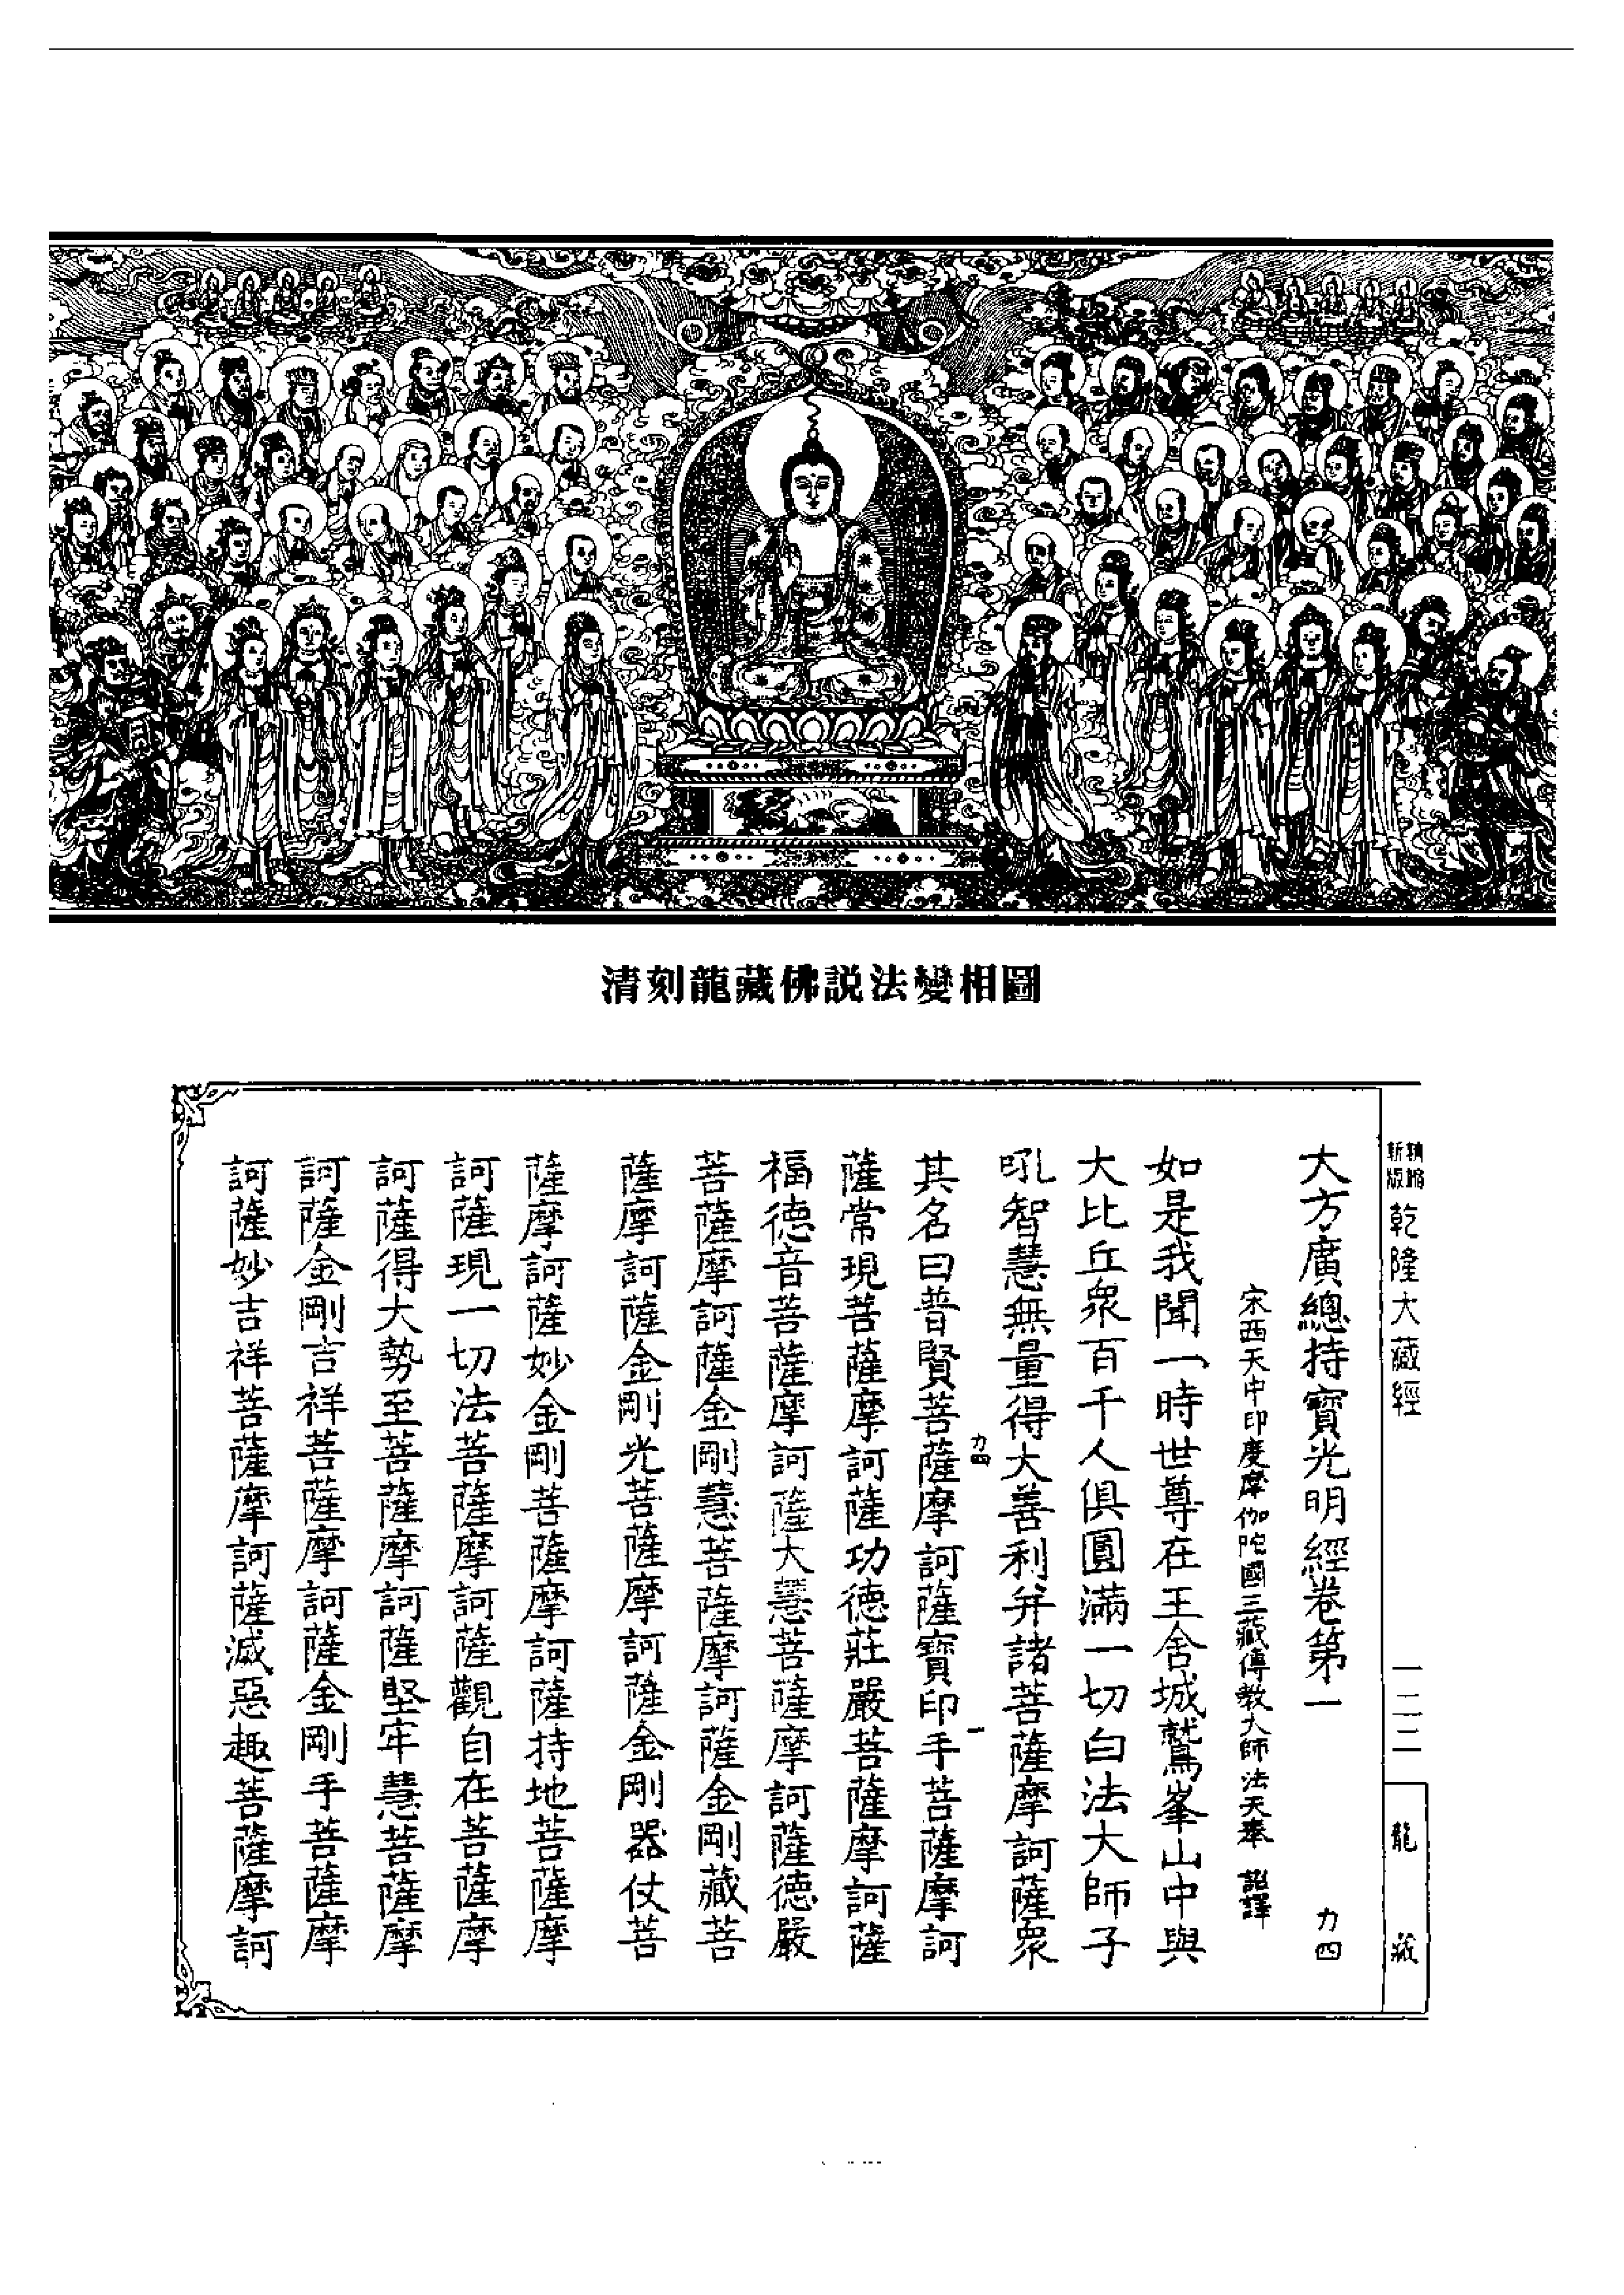 清刻龍藏佛説法變相圖
新版
精縮
乾隆大藏經
一二二
龍藏
大方廣總持寶光明經卷第一
力四
宋西天中印度摩伽陀國三藏傳教大師法天奉 詔譯
如是我聞一時世尊在王舍城鷲峯山中與
大比丘衆百千人俱圓滿一切白法大師子
吼智慧無量得大善利并諸菩薩摩訶薩衆
力四
一
其名曰普賢菩薩摩訶薩寶印手菩薩摩訶
薩常現菩薩摩訶薩功德莊嚴菩薩摩訶薩
福德音菩薩摩訶薩大慧菩薩摩訶薩德嚴
菩薩摩訶薩金剛慧菩薩摩訶薩金剛藏菩
薩摩訶薩金剛光菩薩摩訶薩金剛器仗菩
薩摩訶薩妙金剛菩薩摩訶薩持地菩薩摩
訶薩現一切法菩薩摩訶薩觀自在菩薩摩
訶薩得大勢至菩薩摩訶薩堅牢慧菩薩摩
訶薩金剛吉祥菩薩摩訶薩金剛手菩薩摩
訶薩妙吉祥菩薩摩訶薩滅惡趣菩薩摩訶